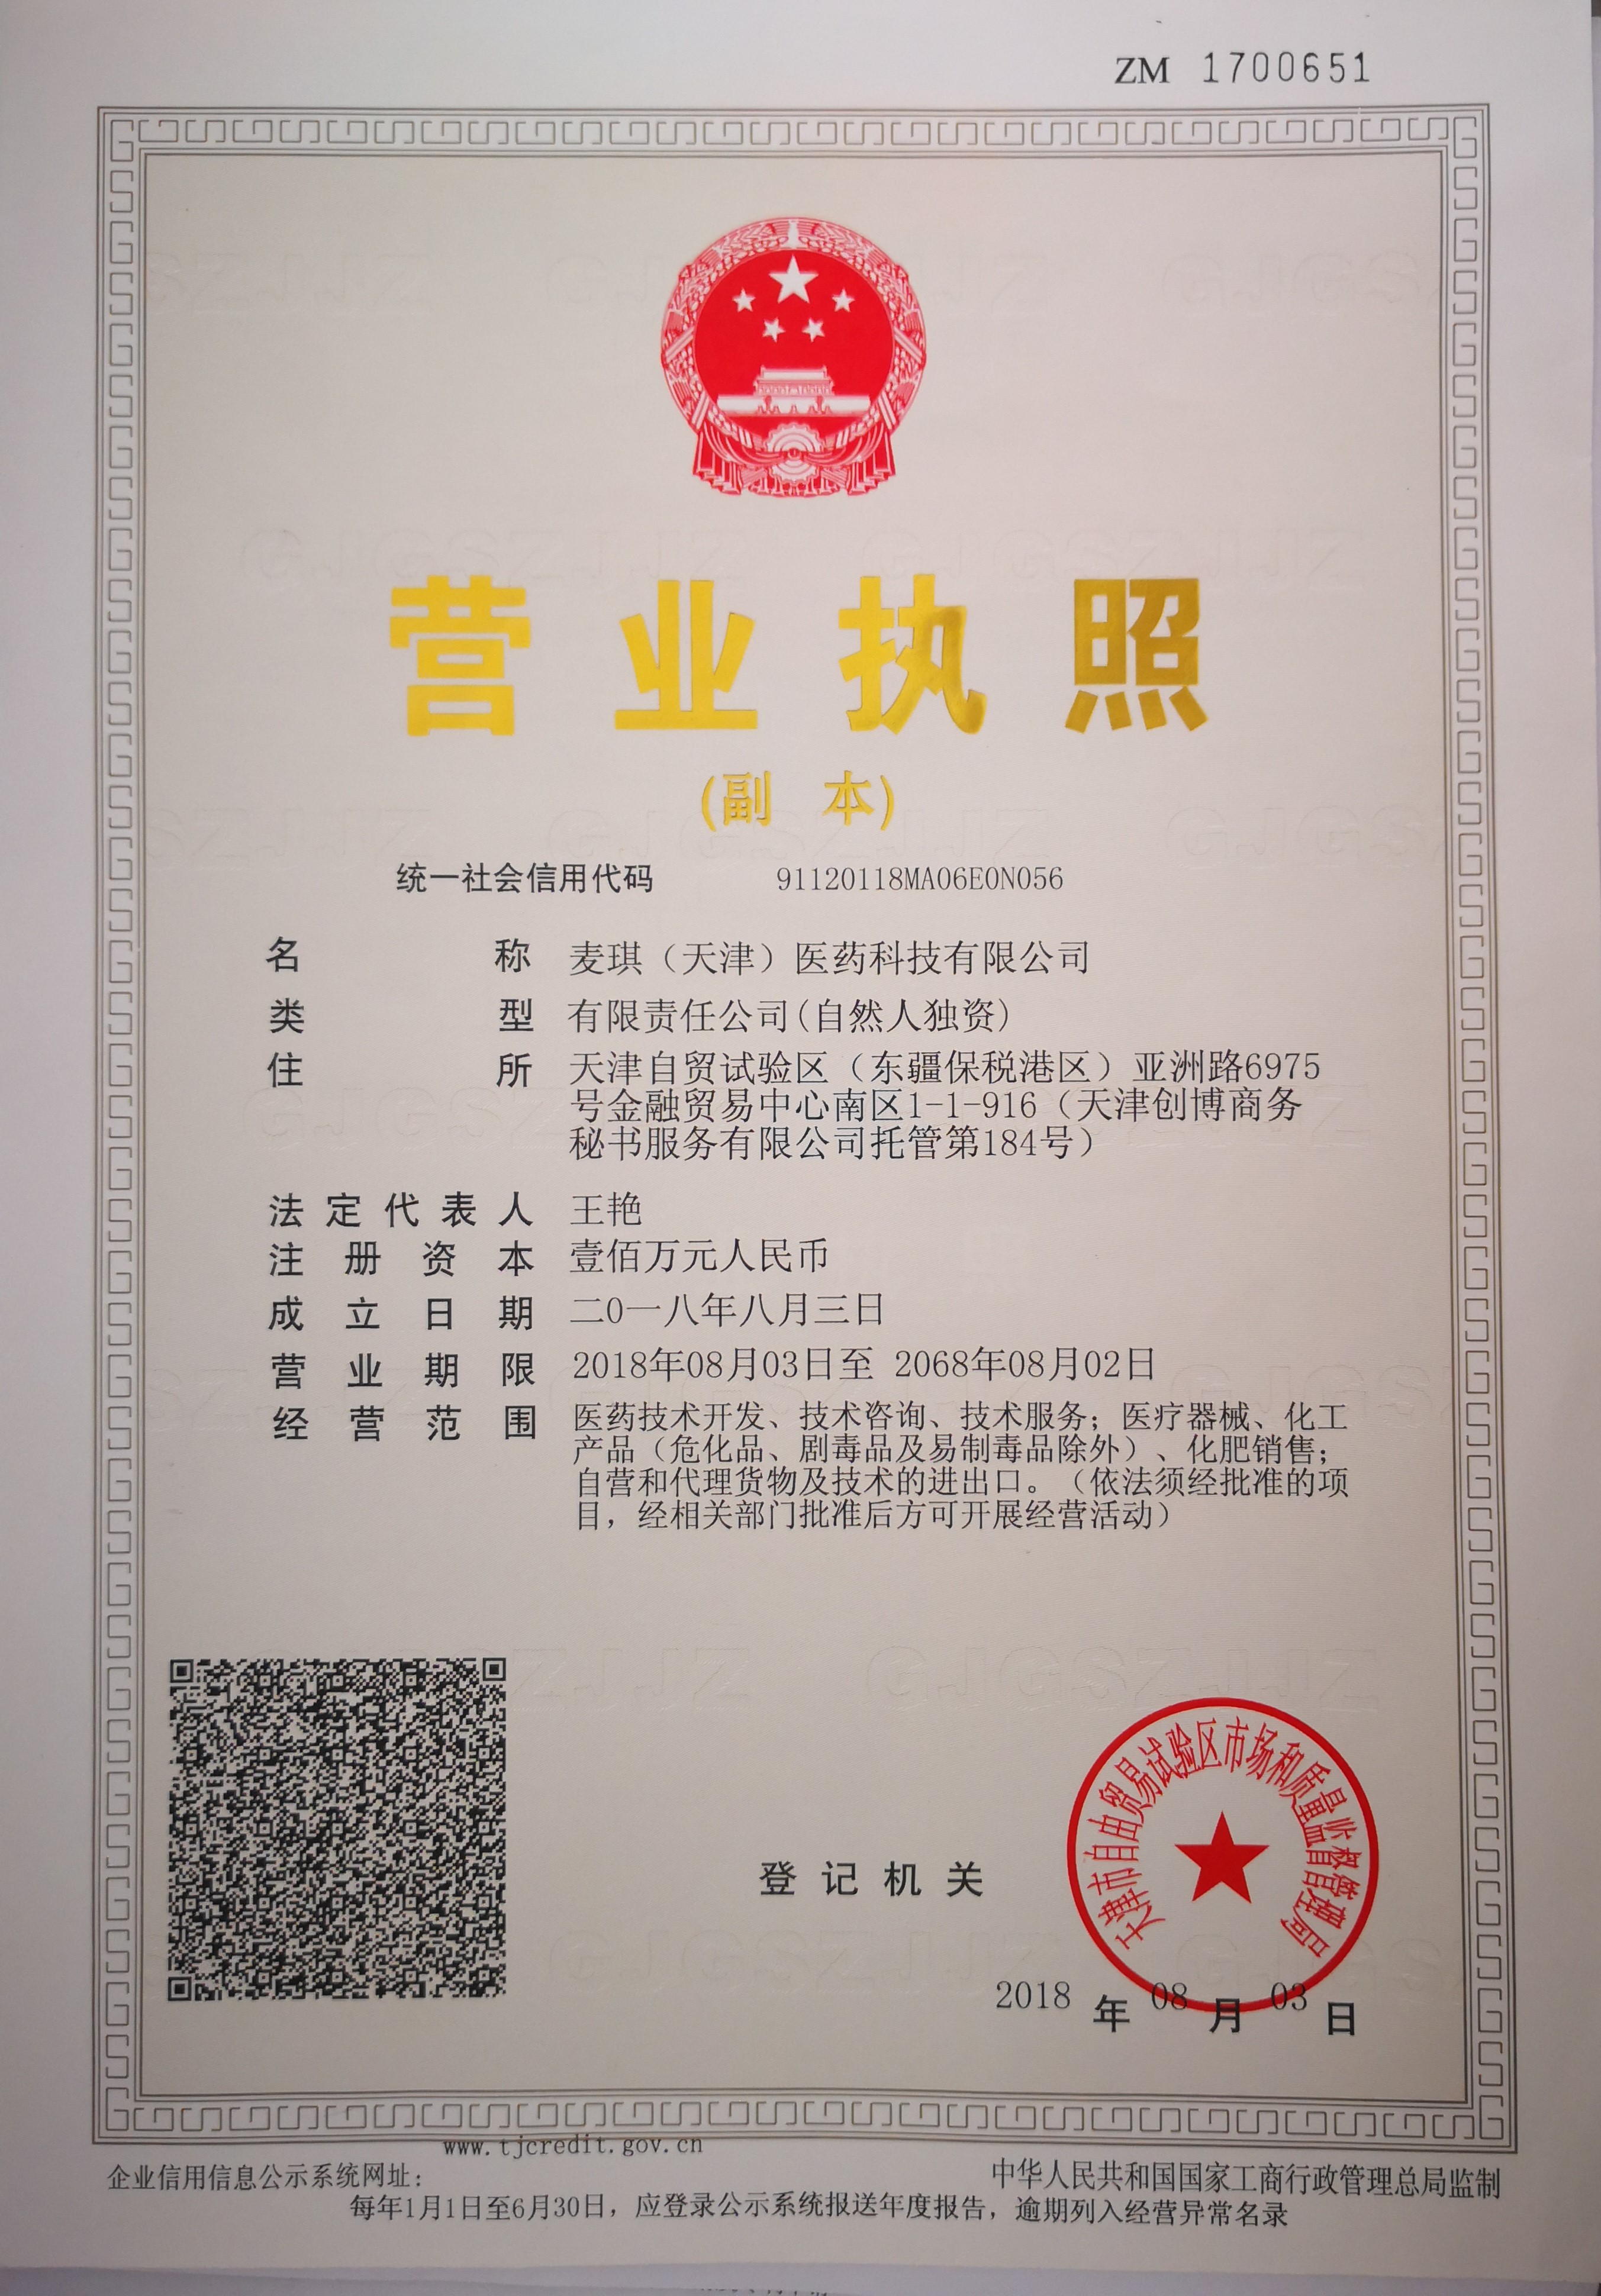 ZM 1700651
营业执照
(副 本)
统一社会信用代码 91120118MA06E0N056
名 称 麦琪（天津）医药科技有限公司
类 型 有限责任公司(自然人独资)
住 所 天津自贸试验区（东疆保税港区）亚洲路6975
号金融贸易中心南区1-1-916（天津创博商务
秘书服务有限公司托管第184号）
法定代表人 王艳
注册资本 壹佰万元人民币
成立日期 二0一八年八月三日
营业期限 2018年08月03日至 2068年08月02日
经营范围 医药技术开发、技术咨询、技术服务；医疗器械、化工
产品（危化品、剧毒品及易制毒品除外）、化肥销售；
自营和代理货物及技术的进出口。（依法须经批准的项
目，经相关部门批准后方可开展经营活动）
天津市自由贸易试验区市场和质量监督管理局
登记机关
2018 年 08 月 03 日
www.tjcredit.gov.cn
企业信用信息公示系统网址：
中华人民共和国国家工商行政管理总局监制
每年1月1日至6月30日，应登录公示系统报送年度报告，逾期列入经营异常名录